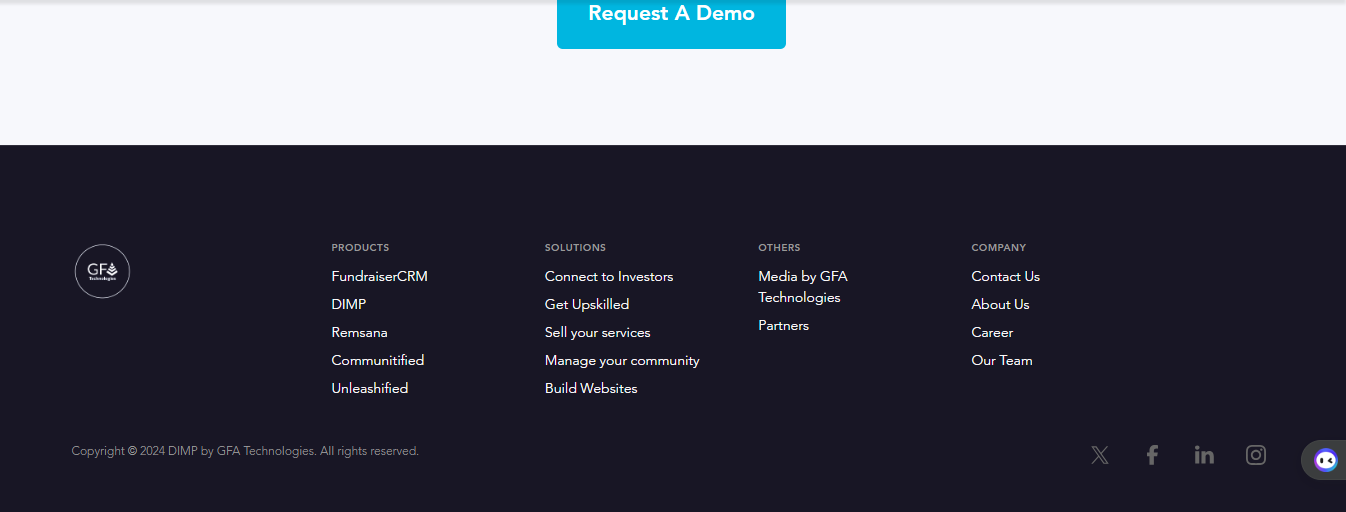 Request A Demo
GFA
Technologies
PRODUCTS
FundraiserCRM
DIMP
Remsana
Communitified
Unleashified
SOLUTIONS
Connect to Investors
Get Upskilled
Sell your services
Manage your community
Build Websites
OTHERS
Media by GFA
Technologies
Partners
COMPANY
Contact Us
About Us
Career
Our Team
Copyright © 2024 DIMP by GFA Technologies. All rights reserved.